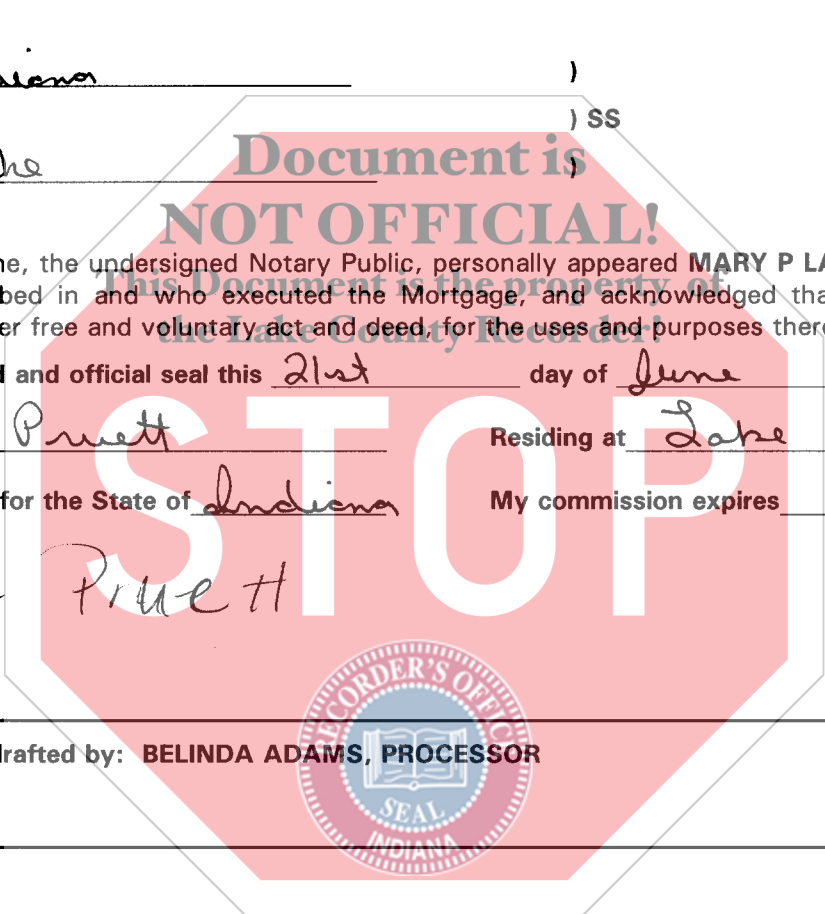 diana )
) SS
ke )
Document is
NOT OFFICIAL!
This Document is the property of
the Lake County Recorder!
me, the undersigned Notary Public, personally appeared MARY P LA
bed in and who executed the Mortgage, and acknowledged tha
er free and voluntary act and deed, for the uses and purposes there
d and official seal this 21st day of June
Pruett Residing at Lake
for the State of Indiana My commission expires
Pruett
STOP
drafted by: BELINDA ADAMS, PROCESSOR
RECORDER'S OFFIC
SEAL
INDIANA